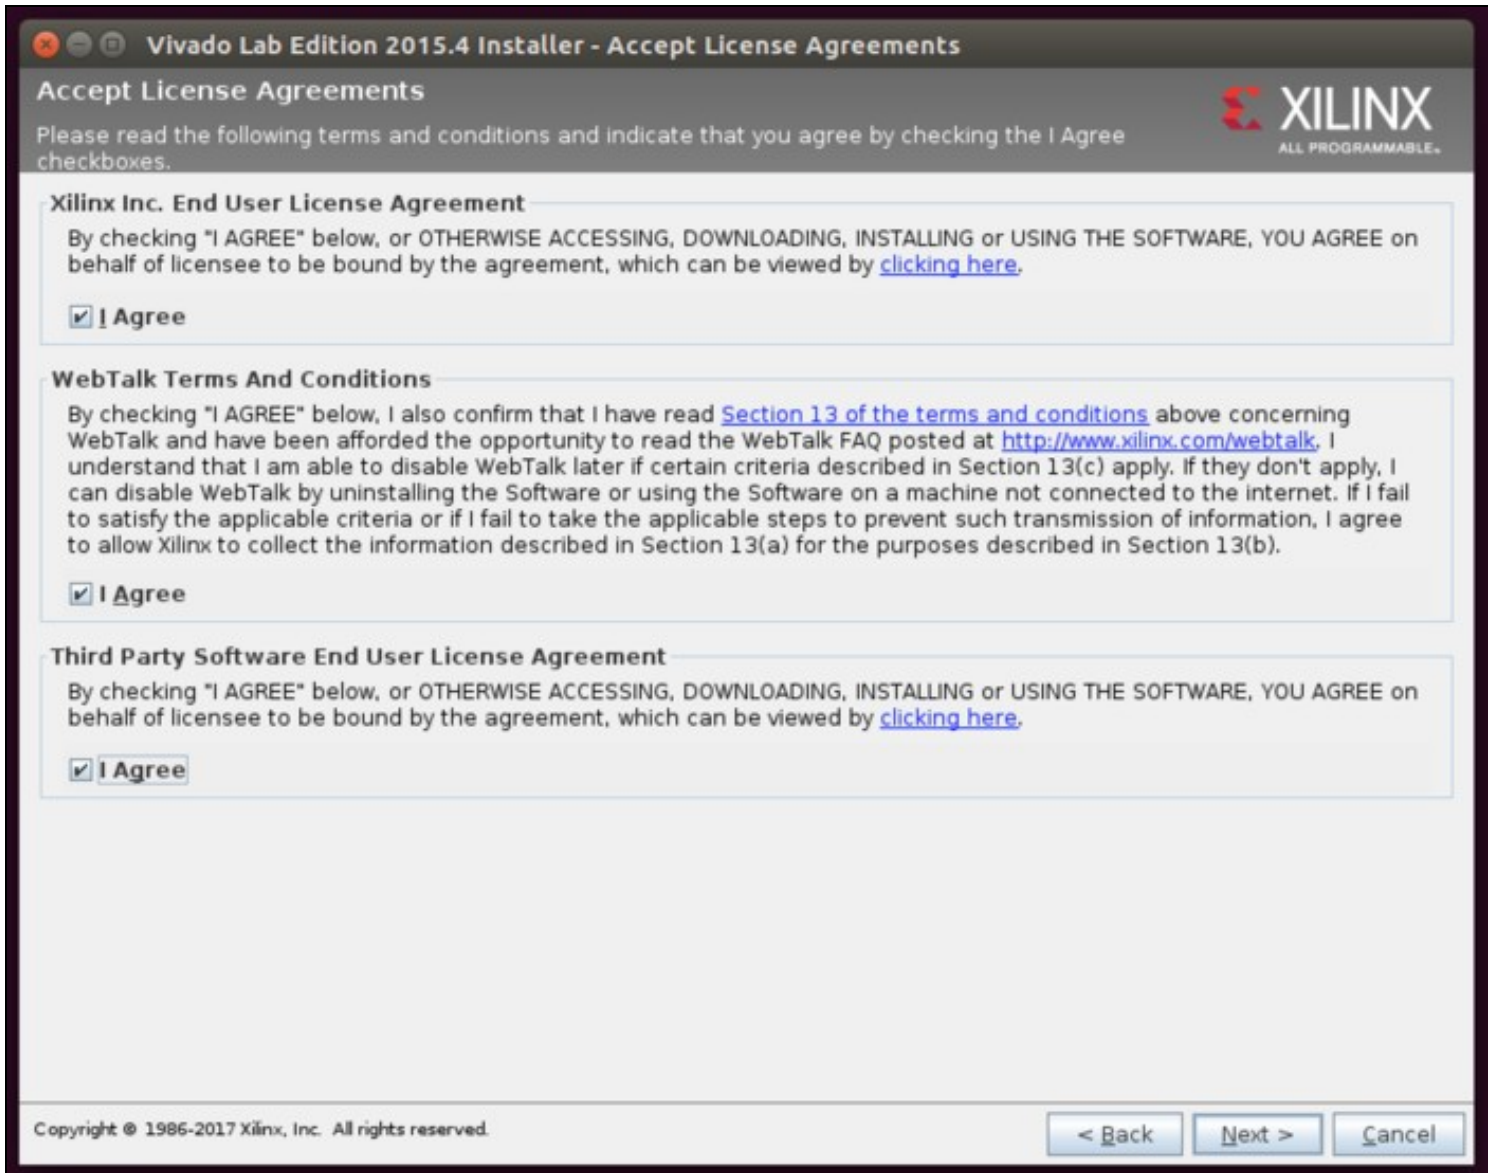 Vivado Lab Edition 2015.4 Installer - Accept License Agreements
Accept License Agreements
Please read the following terms and conditions and indicate that you agree by checking the I Agree
checkboxes.
XILINX
ALL PROGRAMMABLE.
Xilinx Inc. End User License Agreement
By checking "I AGREE" below, or OTHERWISE ACCESSING, DOWNLOADING, INSTALLING or USING THE SOFTWARE, YOU AGREE on
behalf of licensee to be bound by the agreement, which can be viewed by clicking here.
I Agree
WebTalk Terms And Conditions
By checking "I AGREE" below, I also confirm that I have read Section 13 of the terms and conditions above concerning
WebTalk and have been afforded the opportunity to read the WebTalk FAQ posted at http://www.xilinx.com/webtalk. I
understand that I am able to disable WebTalk later if certain criteria described in Section 13(c) apply. If they don't apply, I
can disable WebTalk by uninstalling the Software or using the Software on a machine not connected to the internet. If I fail
to satisfy the applicable criteria or if I fail to take the applicable steps to prevent such transmission of information, I agree
to allow Xilinx to collect the information described in Section 13(a) for the purposes described in Section 13(b).
I Agree
Third Party Software End User License Agreement
By checking "I AGREE" below, or OTHERWISE ACCESSING, DOWNLOADING, INSTALLING or USING THE SOFTWARE, YOU AGREE on
behalf of licensee to be bound by the agreement, which can be viewed by clicking here.
I Agree
Copyright © 1986-2017 Xilinx, Inc. All rights reserved.
< Back
Next >
Cancel